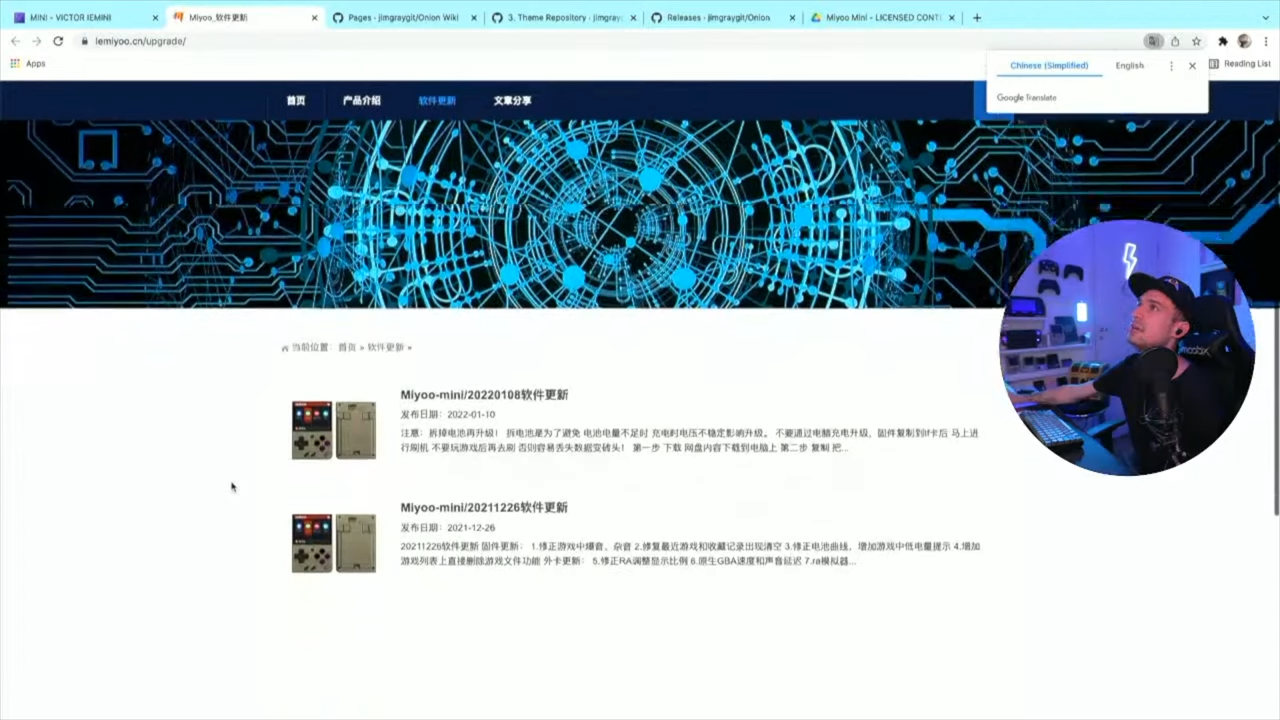 MINI - VICTOR IEMINI
Miyoo_软件更新
Pages · jimgraygit/Onion Wiki
3. Theme Repository · jimgray
Releases · jimgraygit/Onion
Miyoo Mini - LICENSED CONT
lemiyoo.cn/upgrade/
Apps
Chinese (Simplified)
English
Reading List
Google Translate
首页
产品介绍
软件更新
文章分享
当前位置: 首页 » 软件更新 »
Miyoo-mini/20220108软件更新
发布日期: 2022-01-10
注意: 拆掉电池再升级! 拆电池是为了避免 电池电量不足时 充电时电压不稳定影响升级。 不要通过电脑充电升级, 固件复制到tf卡后 马上进
行刷机 不要玩游戏后再去刷 否则容易丢失数据变砖头! 第一步 下载 网盘内容下载到电脑上 第二步 复制 把...
Miyoo-mini/20211226软件更新
发布日期: 2021-12-26
20211226软件更新 固件更新: 1.修正游戏中爆音、杂音 2.修复最近游戏和收藏记录出现清空 3.修正电池曲线, 增加游戏中低电量提示 4.增加
游戏列表上直接删除游戏文件功能 外卡更新: 5.修正RA调整显示比例 6.原生GBA速度和声音延迟 7.ra模拟器...